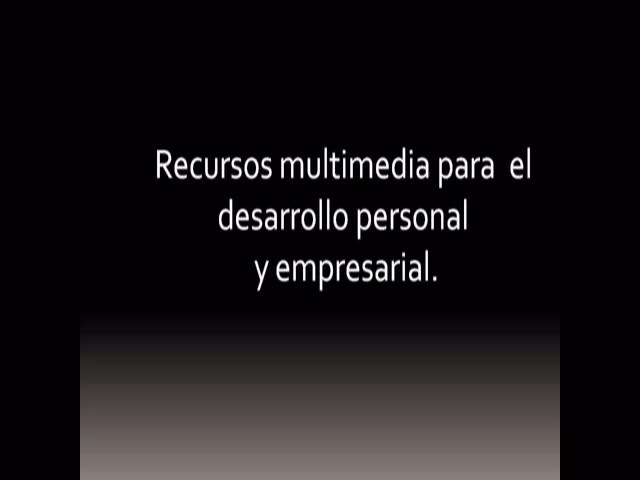 Recursos multimedia para  el
desarrollo personal
y empresarial.